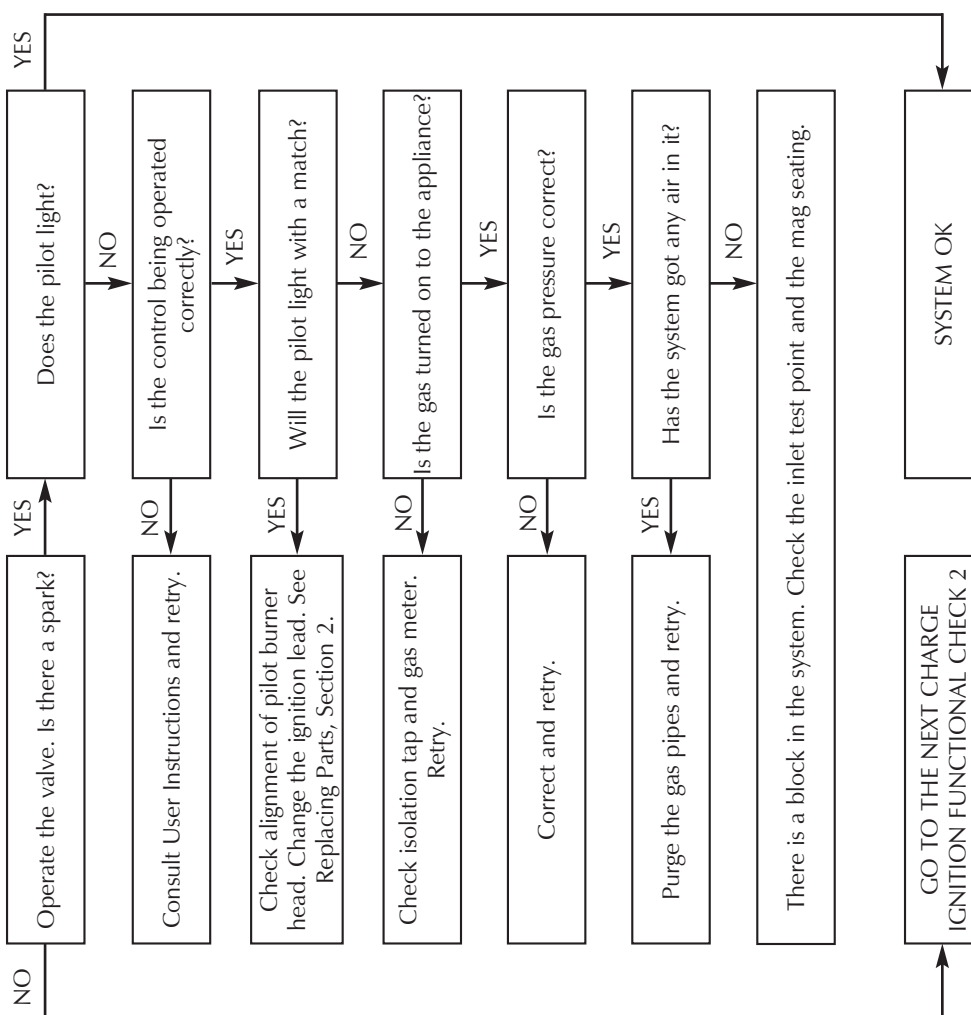 NO
Operate the valve. Is there a spark?
YES
Does the pilot light?
YES
NO
Consult User Instructions and retry.
NO
Is the control being operated
correctly?
YES
Check alignment of pilot burner
head. Change the ignition lead. See
Replacing Parts, Section 2.
YES
Will the pilot light with a match?
NO
Check isolation tap and gas meter.
Retry.
NO
Is the gas turned on to the appliance?
YES
Correct and retry.
NO
Is the gas pressure correct?
YES
Purge the gas pipes and retry.
YES
Has the system got any air in it?
NO
There is a block in the system. Check the inlet test point and the mag seating.
GO TO THE NEXT CHARGE
IGNITION FUNCTIONAL CHECK 2
SYSTEM OK